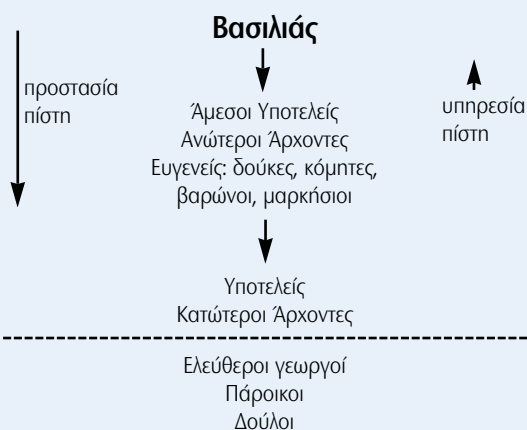 Βασιλιάς
προστασία
πίστη
Άμεσοι Υποτελείς
Ανώτεροι Άρχοντες
Ευγενείς: δούκες, κόμητες,
βαρώνοι, μαρκήσιοι
υπηρεσία
πίστη
Υποτελείς
Κατώτεροι Άρχοντες
Ελεύθεροι γεωργοί
Πάροικοι
Δούλοι